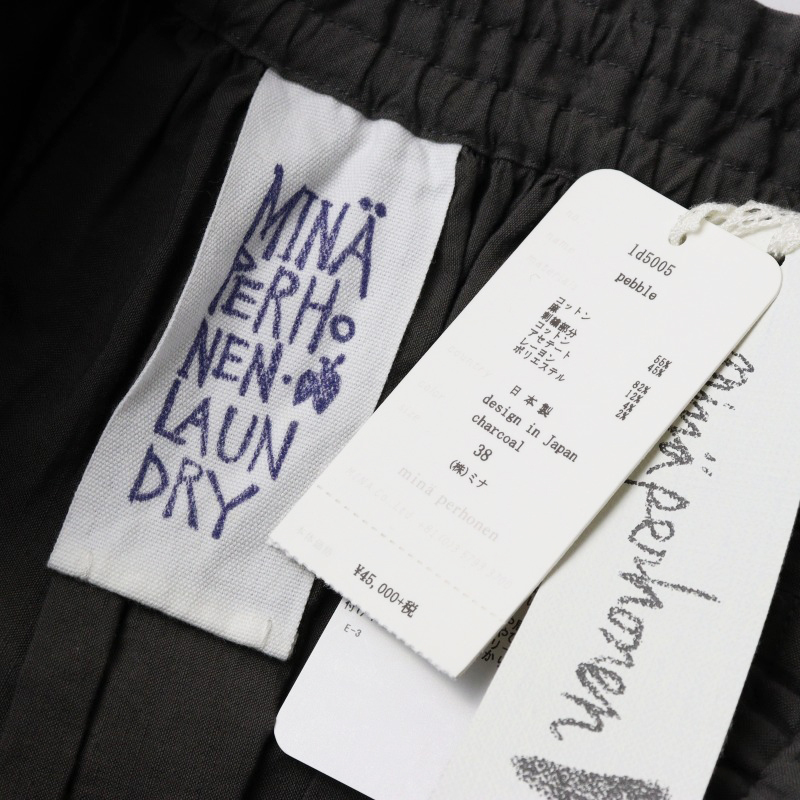 MINÄ
PERHO
NEN·
LAUN
DRY
ld5005
pebble
コットン 55%
麻 45%
刺繍部分
コットン 82%
アセテート 12%
レーヨン 4%
ポリエステル 2%
日本製
design in Japan
charcoal
38
(株)ミナ
minä perhonen
¥45,000+税
E-3
minä perhonen